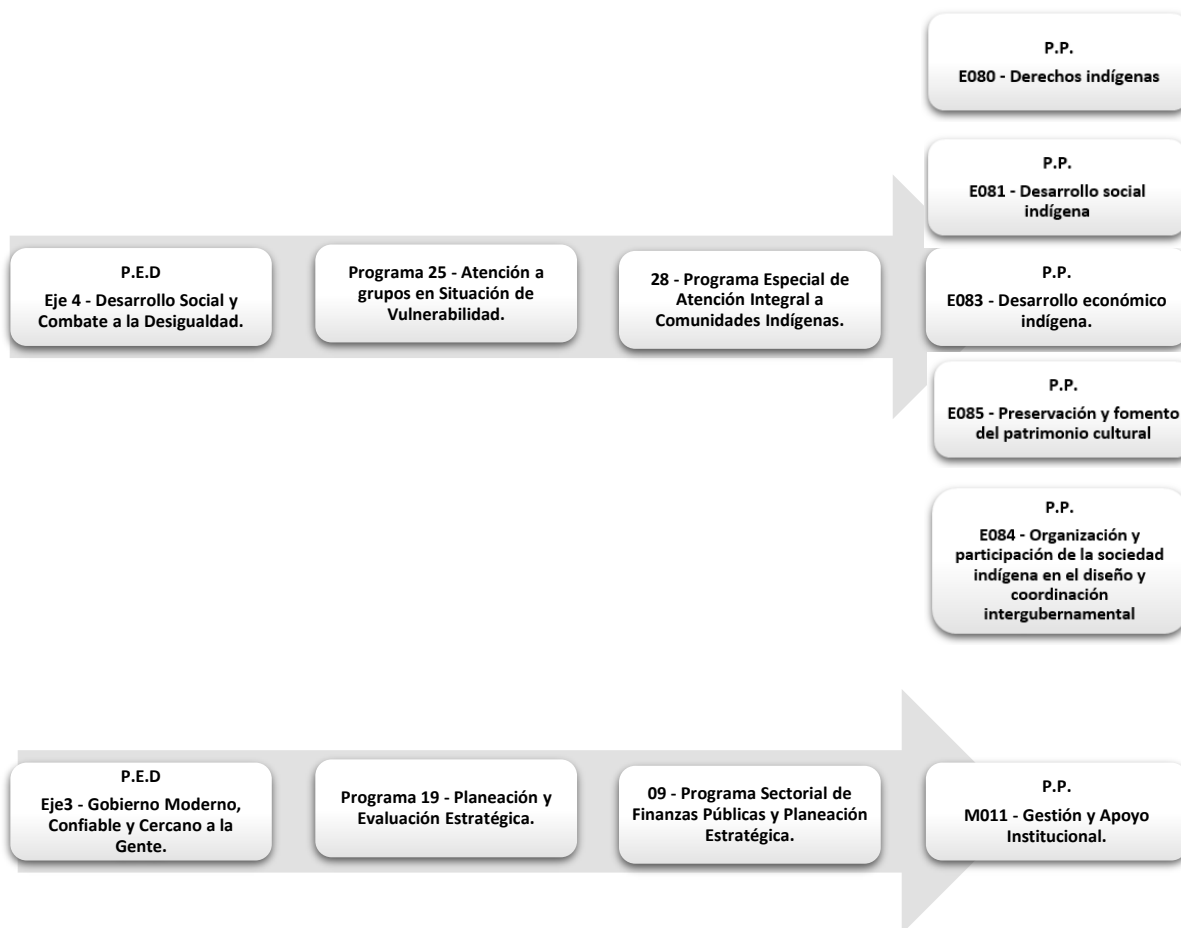 P.P.
E080 - Derechos indígenas
P.P.
E081 - Desarrollo social
indígena
P.E.D
Eje 4 - Desarrollo Social y
Combate a la Desigualdad.
Programa 25 - Atención a
grupos en Situación de
Vulnerabilidad.
28 - Programa Especial de
Atención Integral a
Comunidades Indígenas.
P.P.
E083 - Desarrollo económico
indígena.
P.P.
E085 - Preservación y fomento
del patrimonio cultural
P.P.
E084 - Organización y
participación de la sociedad
indígena en el diseño y
coordinación
intergubernamental
P.E.D
Eje3 - Gobierno Moderno,
Confiable y Cercano a la
Gente.
Programa 19 - Planeación y
Evaluación Estratégica.
09 - Programa Sectorial de
Finanzas Públicas y Planeación
Estratégica.
P.P.
M011 - Gestión y Apoyo
Institucional.